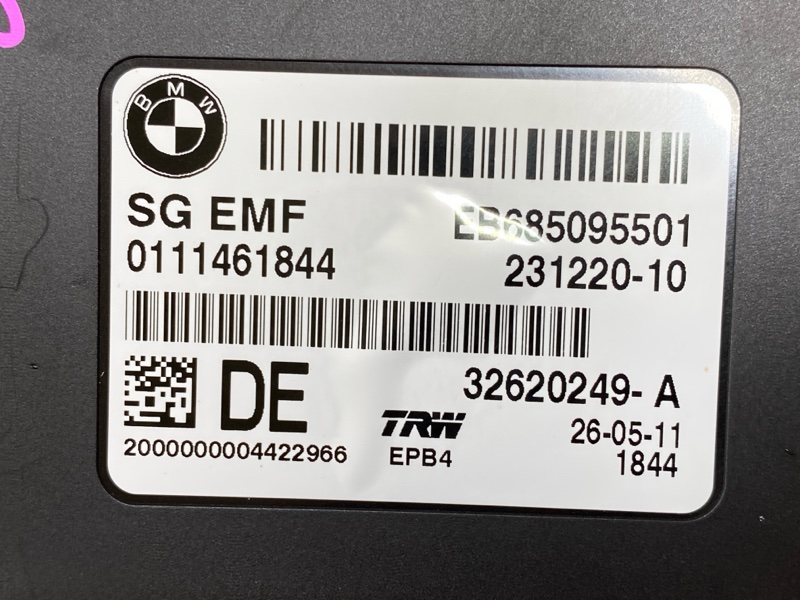 BMW
SG EMF
EB685095501
0111461844
231220-10
DE
32620249- A
TRW
26-05-11
2000000004422966
EPB4
1844